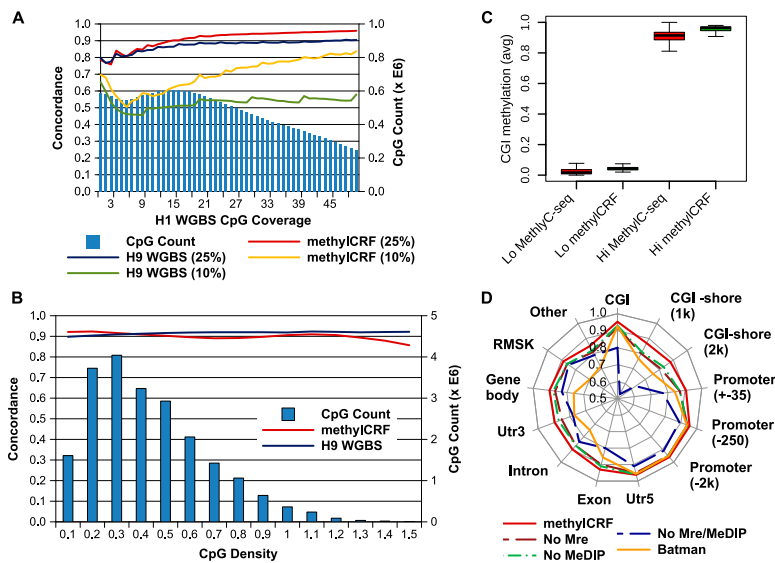 A
Concordance
1.0
0.9
0.8
0.7
0.6
0.5
0.4
0.3
0.2
0.1
0.0
1.0
0.8
0.6
0.4
0.2
0.0
CpG Count (x E6)
3 9 15 21 27 33 39 45
H1 WGBS CpG Coverage
CpG Count
methylCRF (25%)
H9 WGBS (25%)
methylCRF (10%)
H9 WGBS (10%)
B
Concordance
1.0
0.9
0.8
0.7
0.6
0.5
0.4
0.3
0.2
0.1
0.0
5
4
3
2
1
0
CpG Count (x E6)
CpG Count
methylCRF
H9 WGBS
0.1 0.2 0.3 0.4 0.5 0.6 0.7 0.8 0.9 1 1.1 1.2 1.3 1.4 1.5
CpG Density
C
CGI methylation (avg)
1.0
0.8
0.6
0.4
0.2
0.0
Lo MethlyC-seq
Lo methylCRF
Hi MethylyC-seq
Hi methylCRF
D
CGI
CGI -shore
(1k)
CGI-shore
(2k)
Promoter
(+-35)
Promoter
(-250)
Promoter
(-2k)
Utr5
Exon
Intron
Utr3
Gene
body
RMSK
Other
1.0
0.9
0.8
0.7
0.6
0.5
methylCRF
No Mre
No MeDIP
No Mre/MeDIP
Batman